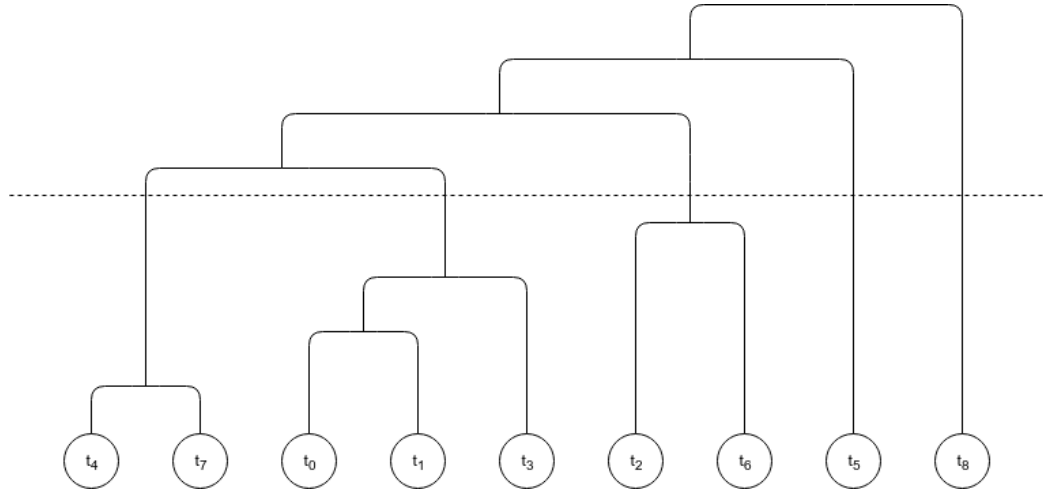 t₄ t₇ t₀ t₁ t₃ t₂ t₆ t₅ t₈